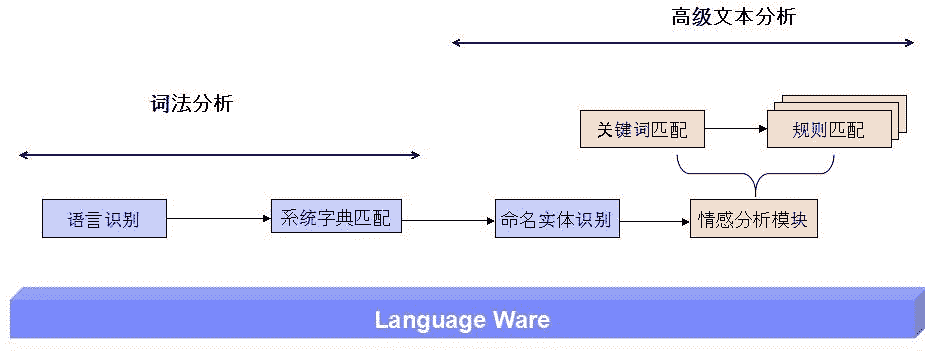 高级文本分析
词法分析
关键词匹配
规则匹配
语言识别
系统字典匹配
命名实体识别
情感分析模块
Language Ware